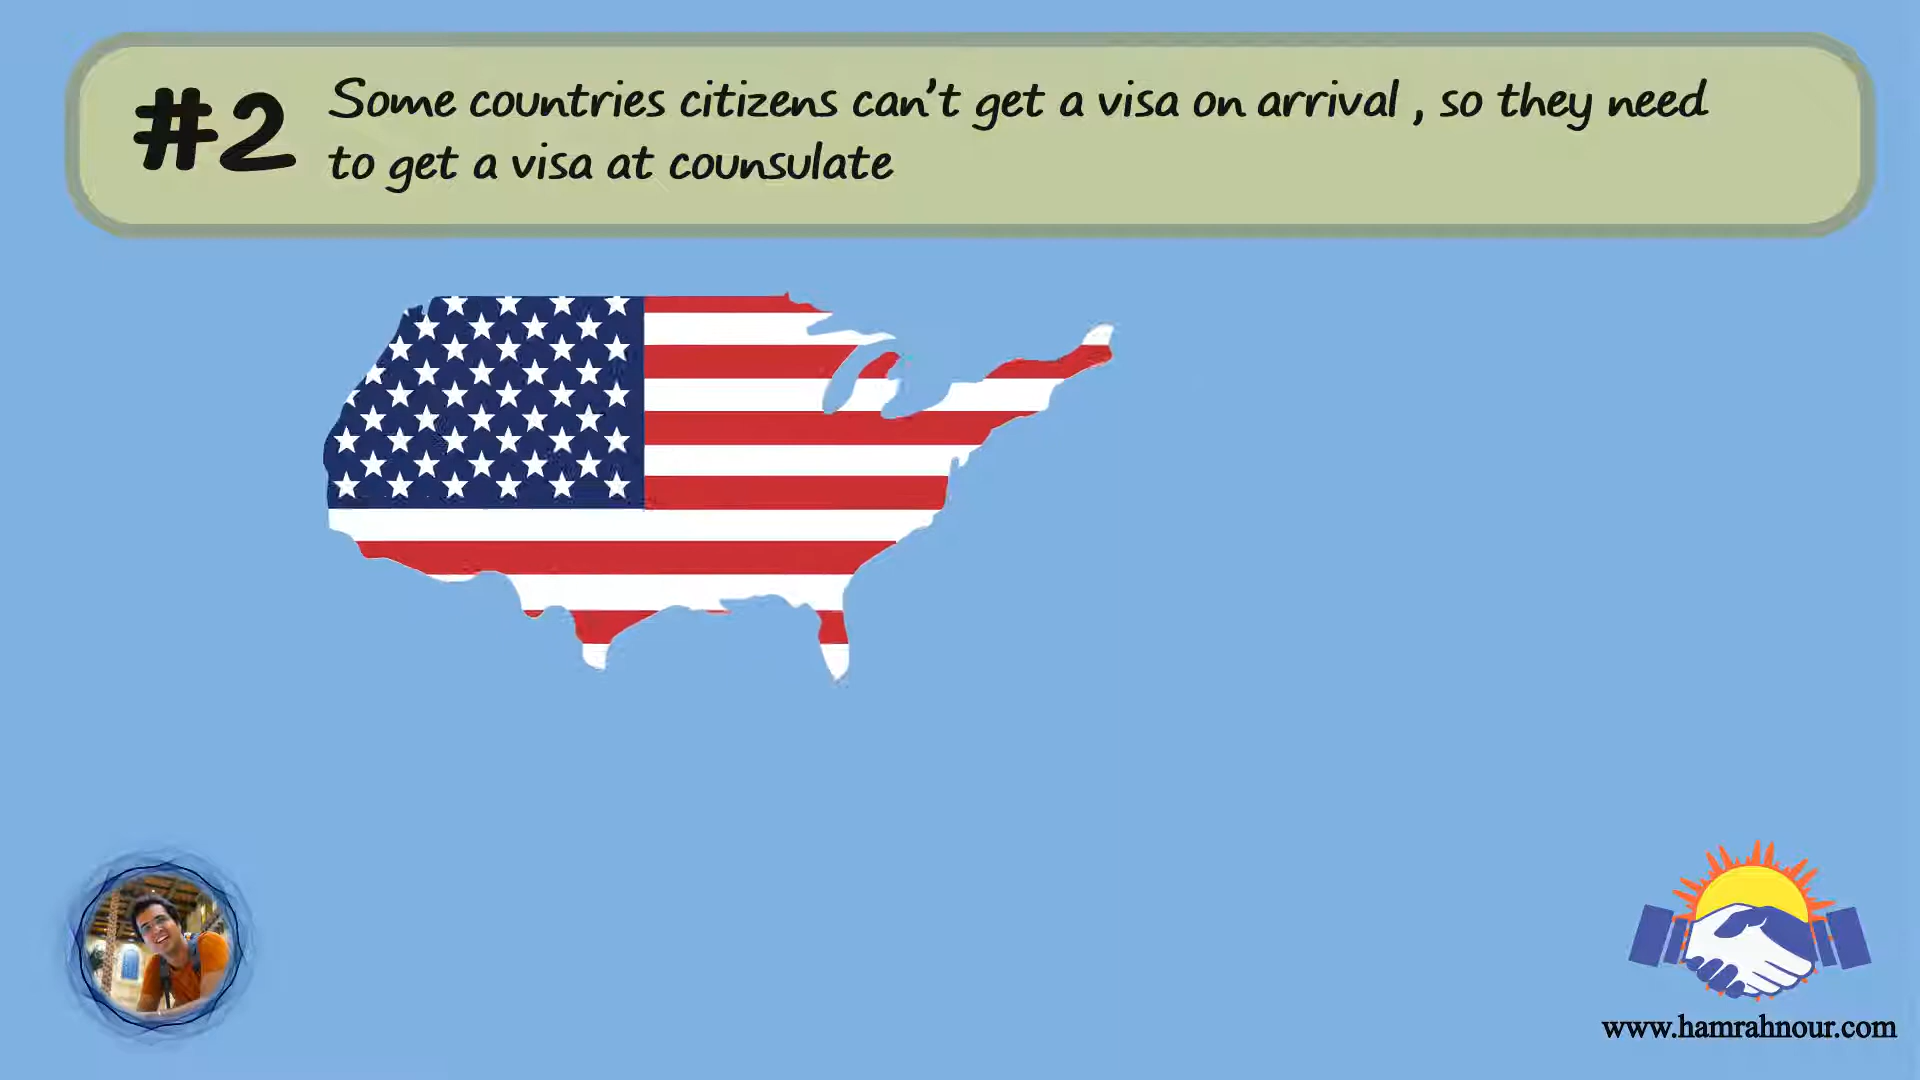 #2
Some countries citizens can't get a visa on arrival , so they need
to get a visa at counsulate
www.hamrahnour.com